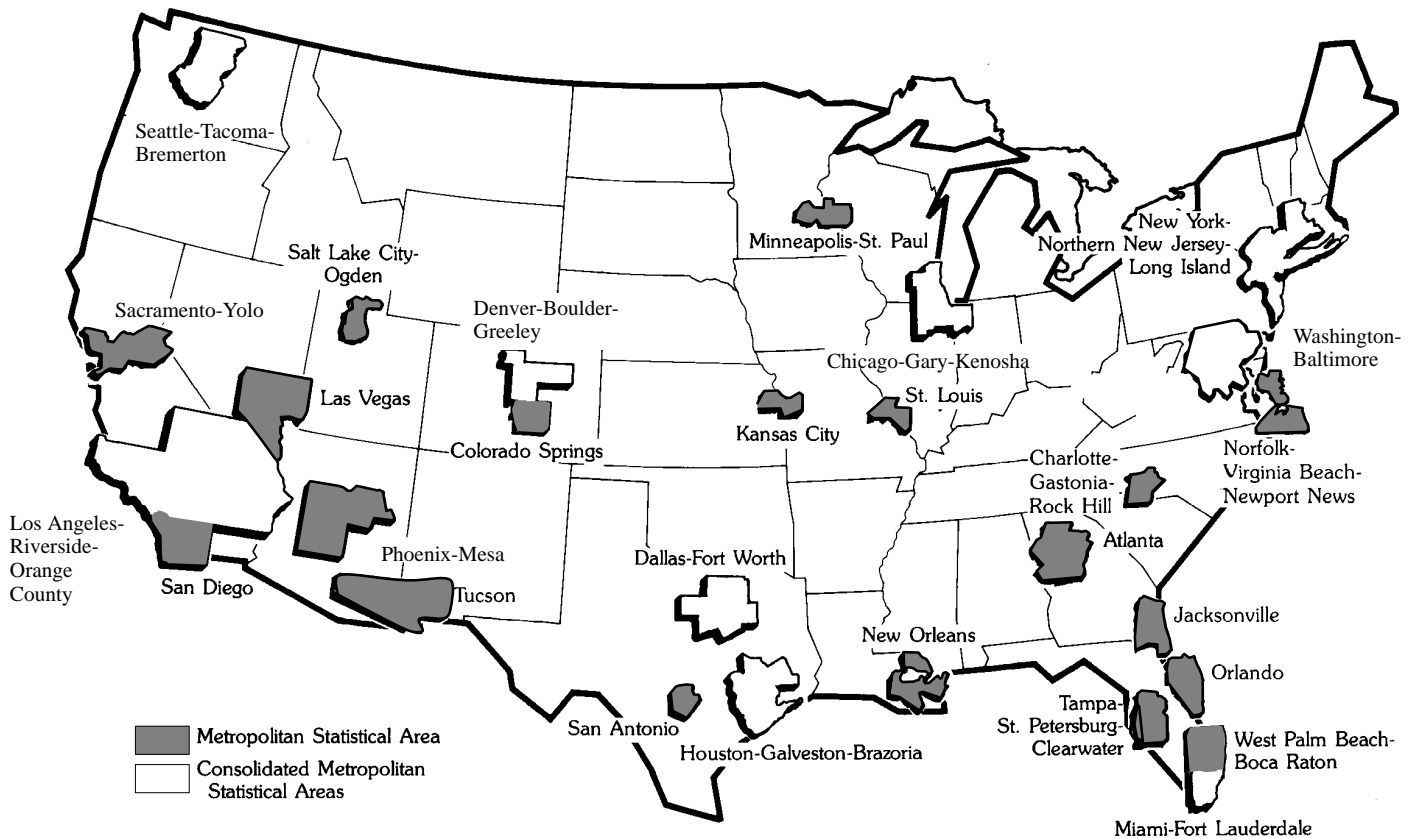 Seattle-Tacoma-
Bremerton
Minneapolis-St. Paul
New York-
Northern New Jersey-
Long Island
Salt Lake City-
Ogden
Sacramento-Yolo
Denver-Boulder-
Greeley
Washington-
Baltimore
Chicago-Gary-Kenosha
Las Vegas
St. Louis
Kansas City
Colorado Springs
Norfolk-
Virginia Beach-
Newport News
Charlotte-
Gastonia-
Rock Hill
Los Angeles-
Riverside-
Orange
County
Phoenix-Mesa
San Diego
Tucson
Dallas-Fort Worth
Atlanta
Jacksonville
New Orleans
Orlando
Tampa-
St. Petersburg-
Clearwater
San Antonio
Houston-Galveston-Brazoria
West Palm Beach-
Boca Raton
Miami-Fort Lauderdale
Metropolitan Statistical Area
Consolidated Metropolitan
Statistical Areas